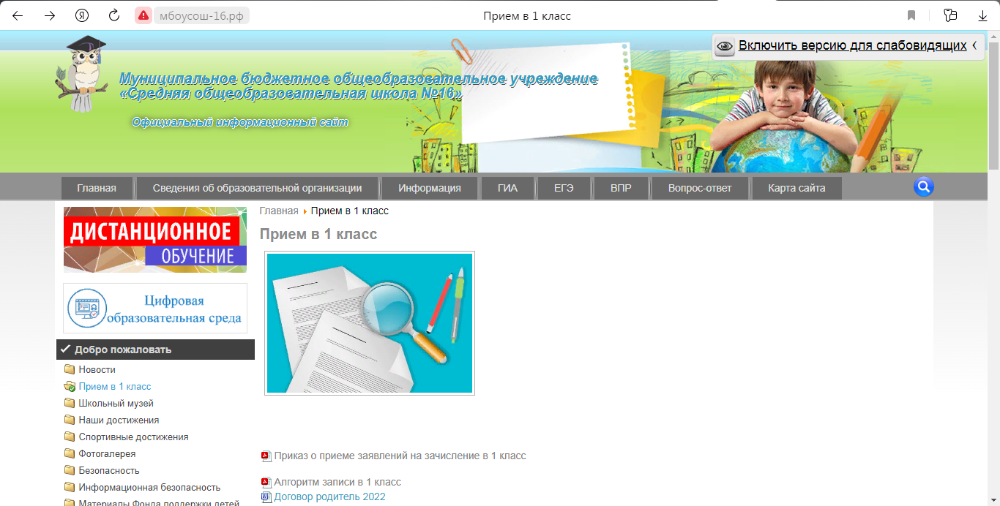 мбоусош-16.рф
Прием в 1 класс
Включить версию для слабовидящих
Муниципальное бюджетное общеобразовательное учреждение
«Средняя общеобразовательная школа №16»
Официальный информационный сайт
Главная
Сведения об образовательной организации
Информация
ГИА
ЕГЭ
ВПР
Вопрос-ответ
Карта сайта
ДИСТАНЦИОННОЕ
ОБУЧЕНИЕ
Цифровая
образовательная среда
Добро пожаловать
Новости
Прием в 1 класс
Школьный музей
Наши достижения
Спортивные достижения
Фотогалерея
Безопасность
Информационная безопасность
Материалы Фонда поддержки детей
Главная Прием в 1 класс
Прием в 1 класс
Приказ о приеме заявлений на зачисление в 1 класс
Алгоритм записи в 1 класс
Договор родитель 2022